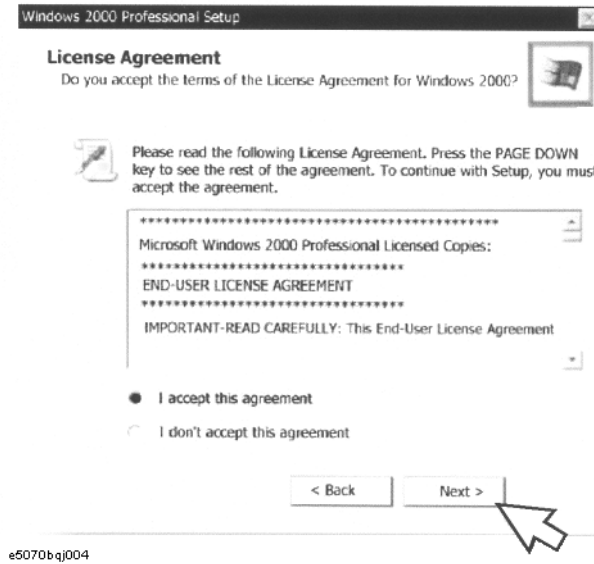 Windows 2000 Professional Setup
License Agreement
Do you accept the terms of the License Agreement for Windows 2000?
Please read the following License Agreement. Press the PAGE DOWN
key to see the rest of the agreement. To continue with Setup, you must
accept the agreement.
*********************************************
Microsoft Windows 2000 Professional Licensed Copies:
*********************************
END-USER LICENSE AGREEMENT
*********************************
IMPORTANT-READ CAREFULLY: This End-User License Agreement
I accept this agreement
I don't accept this agreement
< Back Next >
e5070bqj004